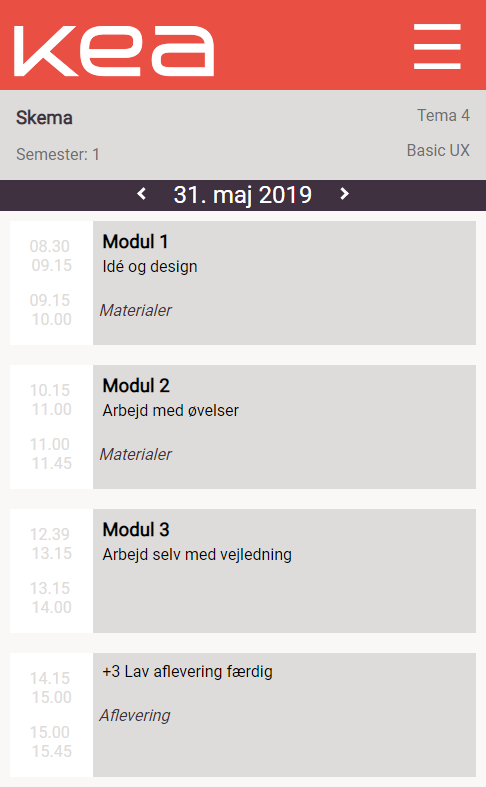 kea
Skema
Tema 4
Semester: 1
Basic UX
31. maj 2019
08.30
09.15
09.15
10.00
Modul 1
Idé og design
Materialer
10.15
11.00
11.00
11.45
Modul 2
Arbejd med øvelser
Materialer
12.39
13.15
13.15
14.00
Modul 3
Arbejd selv med vejledning
14.15
15.00
15.00
15.45
+3 Lav aflevering færdig
Aflevering